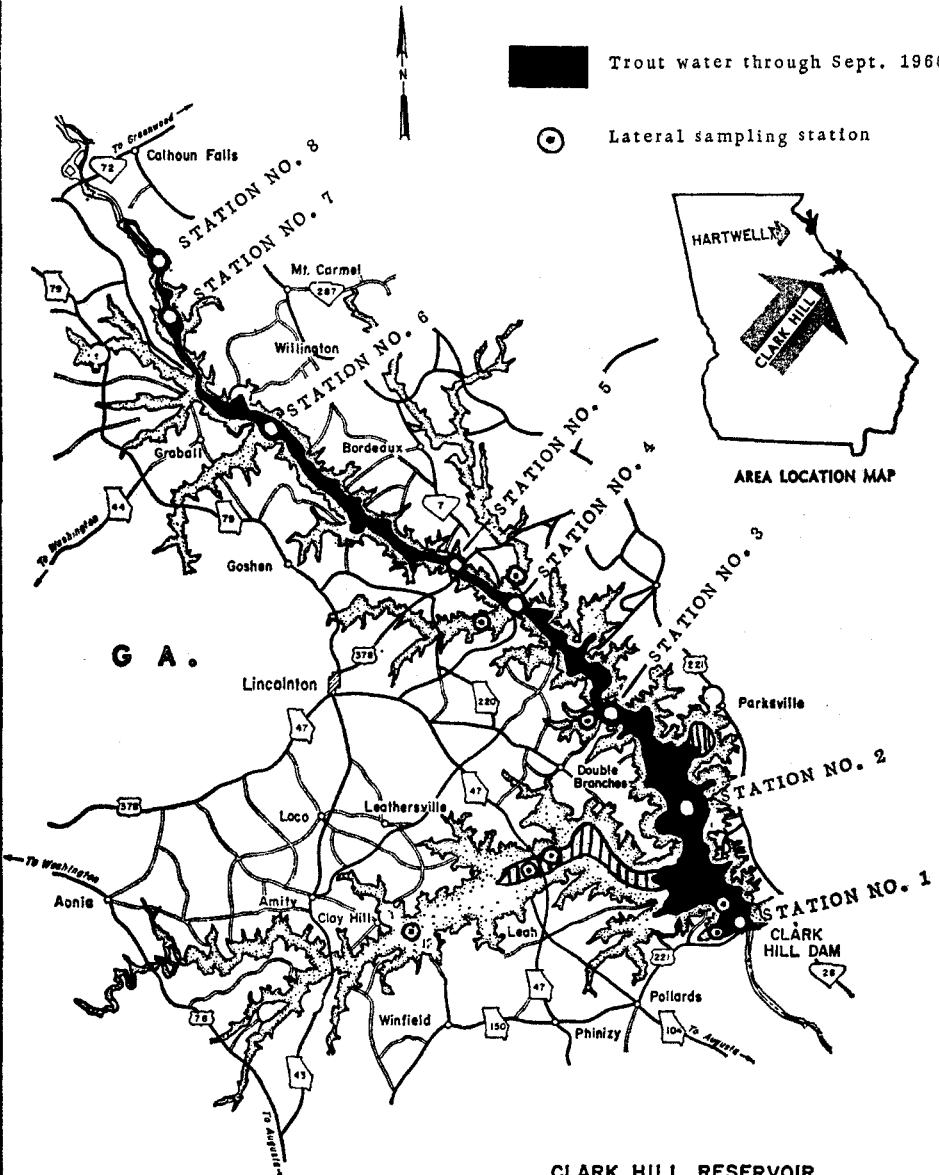 N
Trout water through Sept. 196
Lateral sampling station
To Greenwood
72
Calhoun Falls
STATION NO. 8
STATION NO. 7
HARTWELL
CLARK HILL
AREA LOCATION MAP
79
Mt. Carmel
287
Willington
STATION NO. 6
STATION NO. 5
Graball
Bordeaux
STATION NO. 4
44
79
7
To Washington
Goshen
STATION NO. 3
G A.
378
Lincolnton
221
Parksville
47
220
Double
Branches
STATION NO. 2
378
47
Loco
Leathersville
To Washington
Aonia
Amity
Clay Hill
STATION NO. 1
Leah
CLARK
HILL DAM
221
28
47
Pollards
78
Winfield
150
Phinizy
104
To Augusta
43
To Augusta
CLARK HILL RESERVOIR